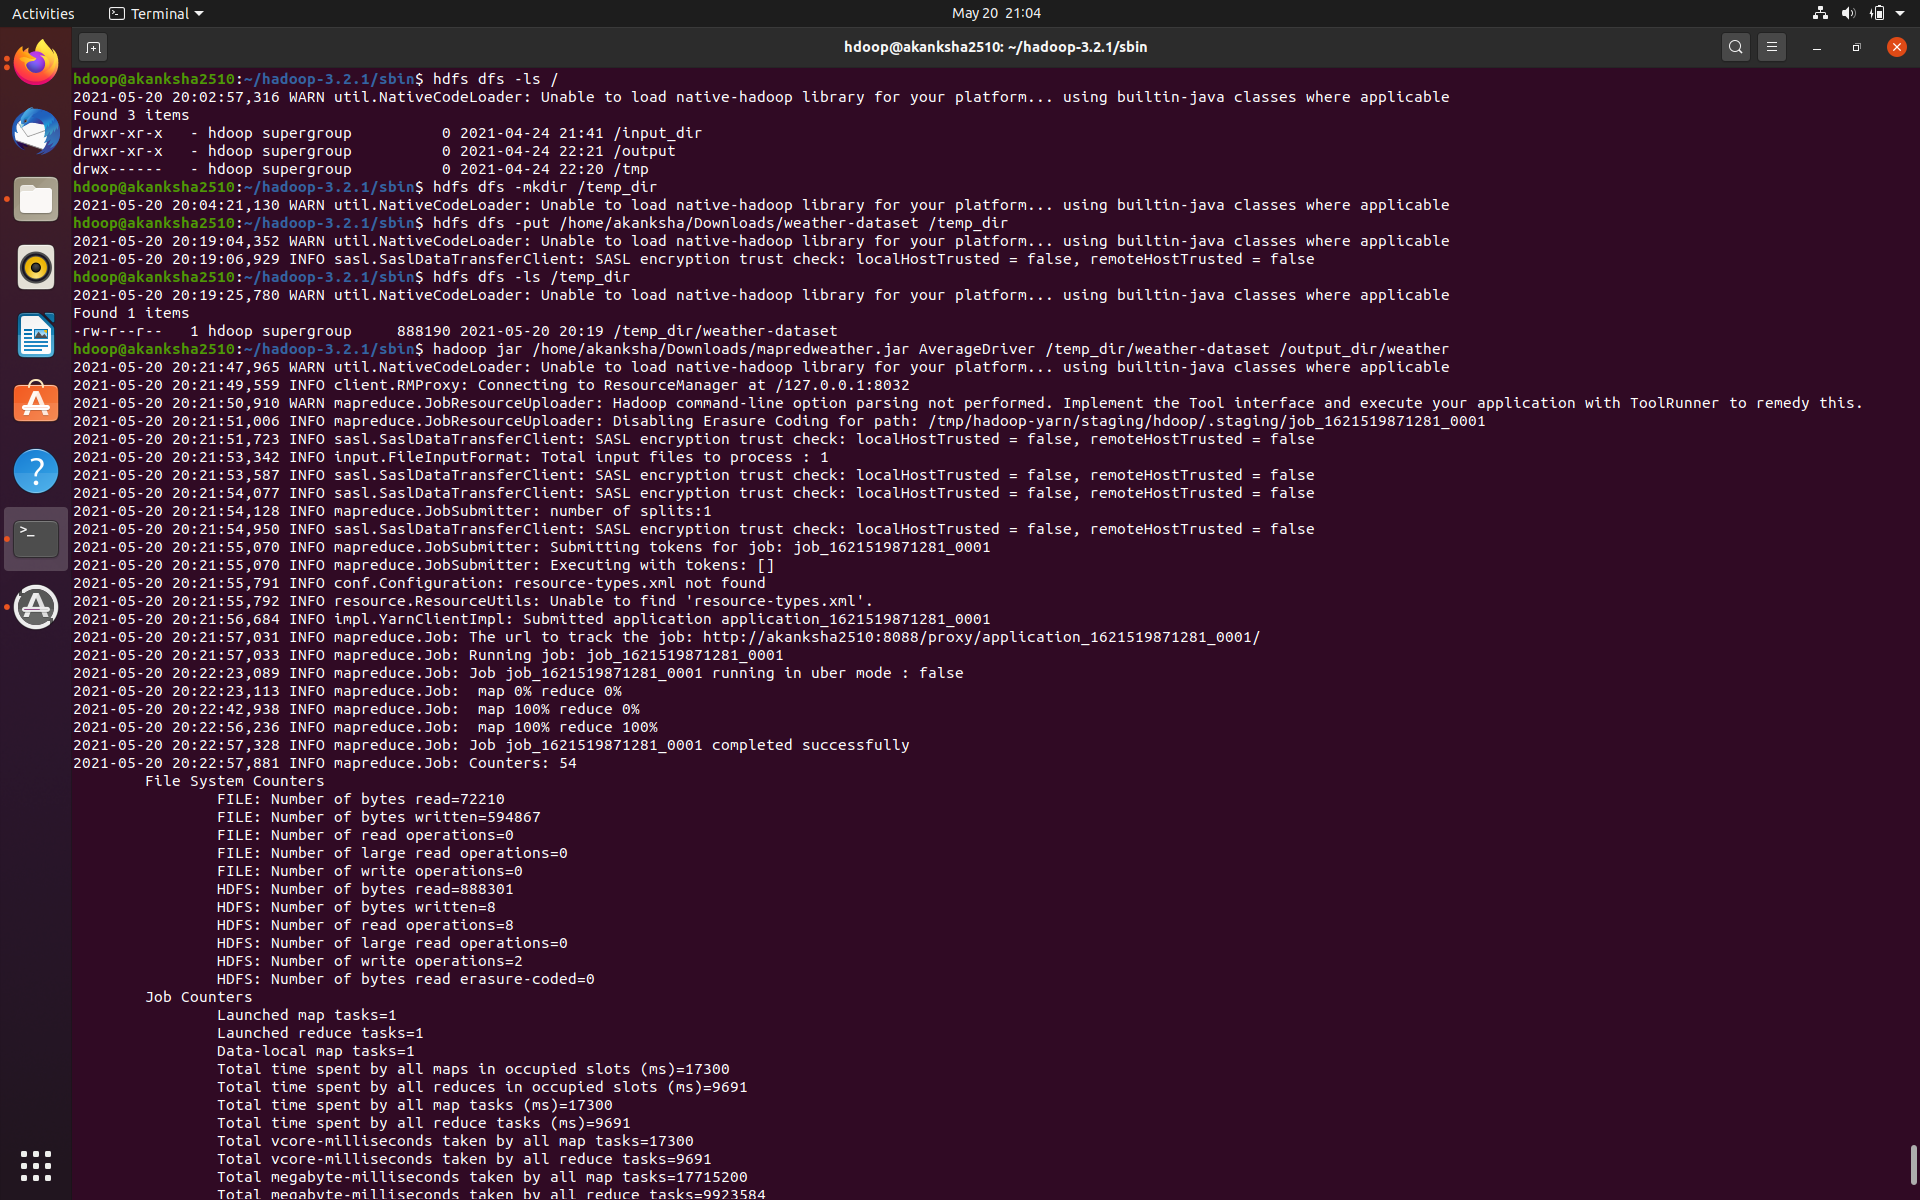 Activities
Terminal
May 20 21:04
hdoop@akanksha2510: ~/hadoop-3.2.1/sbin
hdoop@akanksha2510:~/hadoop-3.2.1/sbin$ hdfs dfs -ls /
2021-05-20 20:02:57,316 WARN util.NativeCodeLoader: Unable to load native-hadoop library for your platform... using builtin-java classes where applicable
Found 3 items
drwxr-xr-x   - hdoop supergroup          0 2021-04-24 21:41 /input_dir
drwxr-xr-x   - hdoop supergroup          0 2021-04-24 22:21 /output
drwx------   - hdoop supergroup          0 2021-04-24 22:20 /tmp
hdoop@akanksha2510:~/hadoop-3.2.1/sbin$ hdfs dfs -mkdir /temp_dir
2021-05-20 20:04:21,130 WARN util.NativeCodeLoader: Unable to load native-hadoop library for your platform... using builtin-java classes where applicable
hdoop@akanksha2510:~/hadoop-3.2.1/sbin$ hdfs dfs -put /home/akanksha/Downloads/weather-dataset /temp_dir
2021-05-20 20:19:04,352 WARN util.NativeCodeLoader: Unable to load native-hadoop library for your platform... using builtin-java classes where applicable
2021-05-20 20:19:06,929 INFO sasl.SaslDataTransferClient: SASL encryption trust check: localHostTrusted = false, remoteHostTrusted = false
hdoop@akanksha2510:~/hadoop-3.2.1/sbin$ hdfs dfs -ls /temp_dir
2021-05-20 20:19:25,780 WARN util.NativeCodeLoader: Unable to load native-hadoop library for your platform... using builtin-java classes where applicable
Found 1 items
-rw-r--r--   1 hdoop supergroup     888190 2021-05-20 20:19 /temp_dir/weather-dataset
hdoop@akanksha2510:~/hadoop-3.2.1/sbin$ hadoop jar /home/akanksha/Downloads/mapredweather.jar AverageDriver /temp_dir/weather-dataset /output_dir/weather
2021-05-20 20:21:47,965 WARN util.NativeCodeLoader: Unable to load native-hadoop library for your platform... using builtin-java classes where applicable
2021-05-20 20:21:49,559 INFO client.RMProxy: Connecting to ResourceManager at /127.0.0.1:8032
2021-05-20 20:21:50,910 WARN mapreduce.JobResourceUploader: Hadoop command-line option parsing not performed. Implement the Tool interface and execute your application with ToolRunner to remedy this.
2021-05-20 20:21:51,006 INFO mapreduce.JobResourceUploader: Disabling Erasure Coding for path: /tmp/hadoop-yarn/staging/hdoop/.staging/job_1621519871281_0001
2021-05-20 20:21:51,723 INFO sasl.SaslDataTransferClient: SASL encryption trust check: localHostTrusted = false, remoteHostTrusted = false
2021-05-20 20:21:53,342 INFO input.FileInputFormat: Total input files to process : 1
2021-05-20 20:21:53,587 INFO sasl.SaslDataTransferClient: SASL encryption trust check: localHostTrusted = false, remoteHostTrusted = false
2021-05-20 20:21:54,077 INFO sasl.SaslDataTransferClient: SASL encryption trust check: localHostTrusted = false, remoteHostTrusted = false
2021-05-20 20:21:54,128 INFO mapreduce.JobSubmitter: number of splits:1
2021-05-20 20:21:54,950 INFO sasl.SaslDataTransferClient: SASL encryption trust check: localHostTrusted = false, remoteHostTrusted = false
2021-05-20 20:21:55,070 INFO mapreduce.JobSubmitter: Submitting tokens for job: job_1621519871281_0001
2021-05-20 20:21:55,070 INFO mapreduce.JobSubmitter: Executing with tokens: []
2021-05-20 20:21:55,791 INFO conf.Configuration: resource-types.xml not found
2021-05-20 20:21:55,792 INFO resource.ResourceUtils: Unable to find 'resource-types.xml'.
2021-05-20 20:21:56,684 INFO impl.YarnClientImpl: Submitted application application_1621519871281_0001
2021-05-20 20:21:57,031 INFO mapreduce.Job: The url to track the job: http://akanksha2510:8088/proxy/application_1621519871281_0001/
2021-05-20 20:21:57,033 INFO mapreduce.Job: Running job: job_1621519871281_0001
2021-05-20 20:22:23,089 INFO mapreduce.Job: Job job_1621519871281_0001 running in uber mode : false
2021-05-20 20:22:23,113 INFO mapreduce.Job:  map 0% reduce 0%
2021-05-20 20:22:42,938 INFO mapreduce.Job:  map 100% reduce 0%
2021-05-20 20:22:56,236 INFO mapreduce.Job:  map 100% reduce 100%
2021-05-20 20:22:57,328 INFO mapreduce.Job: Job job_1621519871281_0001 completed successfully
2021-05-20 20:22:57,881 INFO mapreduce.Job: Counters: 54
File System Counters
FILE: Number of bytes read=72210
FILE: Number of bytes written=594867
FILE: Number of read operations=0
FILE: Number of large read operations=0
FILE: Number of write operations=0
HDFS: Number of bytes read=888301
HDFS: Number of bytes written=8
HDFS: Number of read operations=8
HDFS: Number of large read operations=0
HDFS: Number of write operations=2
HDFS: Number of bytes read erasure-coded=0
Job Counters
Launched map tasks=1
Launched reduce tasks=1
Data-local map tasks=1
Total time spent by all maps in occupied slots (ms)=17300
Total time spent by all reduces in occupied slots (ms)=9691
Total time spent by all map tasks (ms)=17300
Total time spent by all reduce tasks (ms)=9691
Total vcore-milliseconds taken by all map tasks=17300
Total vcore-milliseconds taken by all reduce tasks=9691
Total megabyte-milliseconds taken by all map tasks=17715200
Total megabyte-milliseconds taken by all reduce tasks=9923584